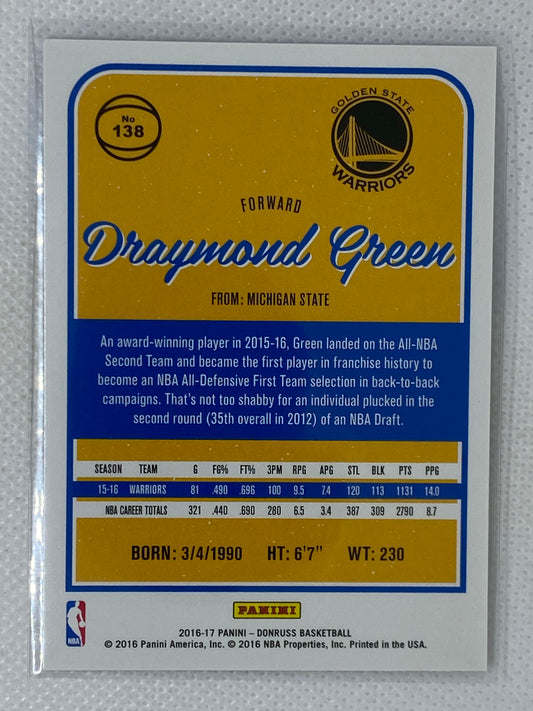 No
138
GOLDEN STATE
WARRIORS
FORWARD
Draymond Green
FROM: MICHIGAN STATE
An award-winning player in 2015-16, Green landed on the All-NBA
Second Team and became the first player in franchise history to
become an NBA All-Defensive First Team selection in back-to-back
campaigns. That's not too shabby for an individual plucked in the
second round (35th overall in 2012) of an NBA Draft.
SEASON TEAM G FG% FT% 3PM RPG APG STL BLK PTS PPG
15-16 WARRIORS 81 .490 .696 100 9.5 7.4 120 113 1131 14.0
NBA CAREER TOTALS 321 .440 .690 280 6.5 3.4 387 309 2790 8.7
BORN: 3/4/1990 HT: 6'7" WT: 230
PANINI
NBA
2016-17 PANINI – DONRUSS BASKETBALL
© 2016 Panini America, Inc. © 2016 NBA Properties, Inc. Printed in the USA.